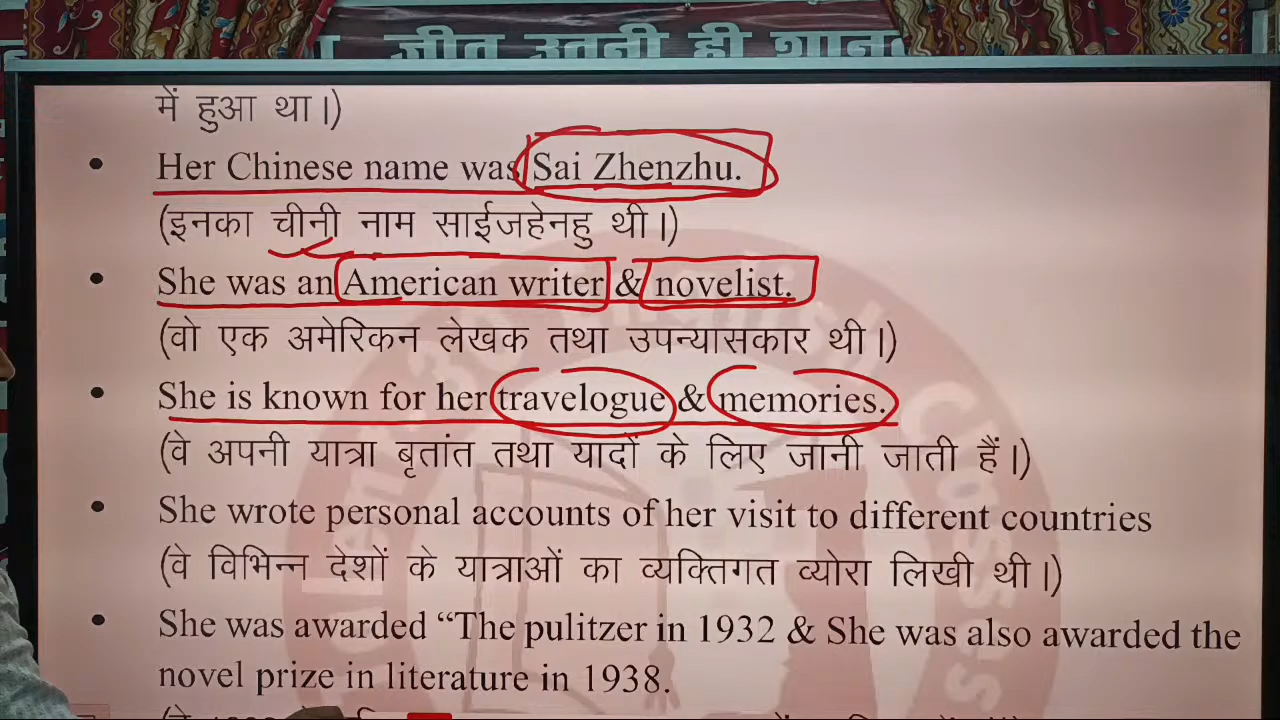 जीत उतनी ही शान
में हुआ था।)
• Her Chinese name was Sai Zhenzhu.
(इनका चीनी नाम साईजहेनहु थी।)
• She was an American writer & novelist.
(वो एक अमेरिकन लेखक तथा उपन्यासकार थी।)
• She is known for her travelogue & memories.
(वे अपनी यात्रा बृतांत तथा यादों के लिए जानी जाती हैं।)
• She wrote personal accounts of her visit to different countries
(वे विभिन्न देशों के यात्राओं का व्यक्तिगत व्योरा लिखी थी।)
• She was awarded “The pulitzer in 1932 & She was also awarded the
novel prize in literature in 1938.